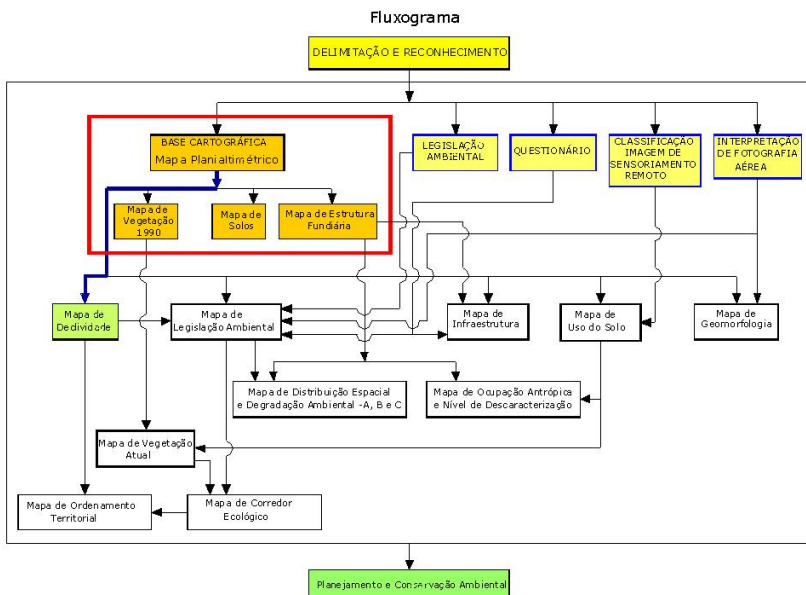 Fluxograma
DELIMITAÇÃO E RECONHECIMENTO
BASE CARTOGRÁFICA
Mapa Planialtimétrico
LEGISLAÇÃO
AMBIENTAL
QUESTIONÁRIO
CLASSIFICAÇÃO
IMAGEM DE
SENSORIAMENTO
REMOTO
INTERPRETAÇÃO
DE FOTOGRAFIA
AÉREA
Mapa de
Vegetação
1990
Mapa de
Solos
Mapa de Estrutura
Fundiária
Mapa de
Declividade
Mapa de
Legislação Ambiental
Mapa de
Infraestrutura
Mapa de
Uso do Solo
Mapa de
Geomorfologia
Mapa de Distribuição Espacial
e Degradação Ambiental -A, B e C
Mapa de Ocupação Antrópica
e Nível de Descaracterização
Mapa de Vegetação
Atual
Mapa de Ordenamento
Territorial
Mapa de Corredor
Ecológico
Planejamento e Conservação Ambiental